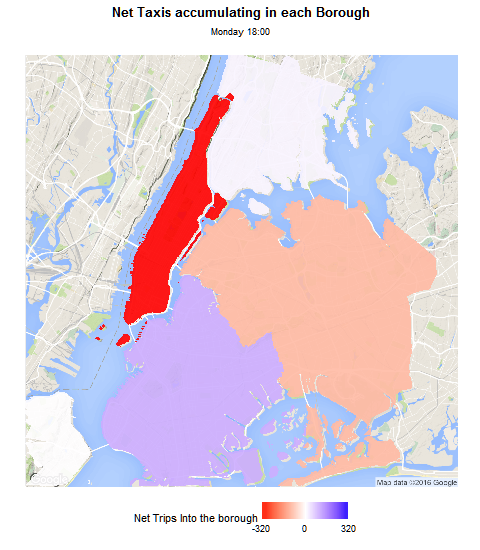 Net Taxis accumulating in each Borough
Monday 18:00
Map data ©2016 Google
Net Trips Into the borough
-320 0 320